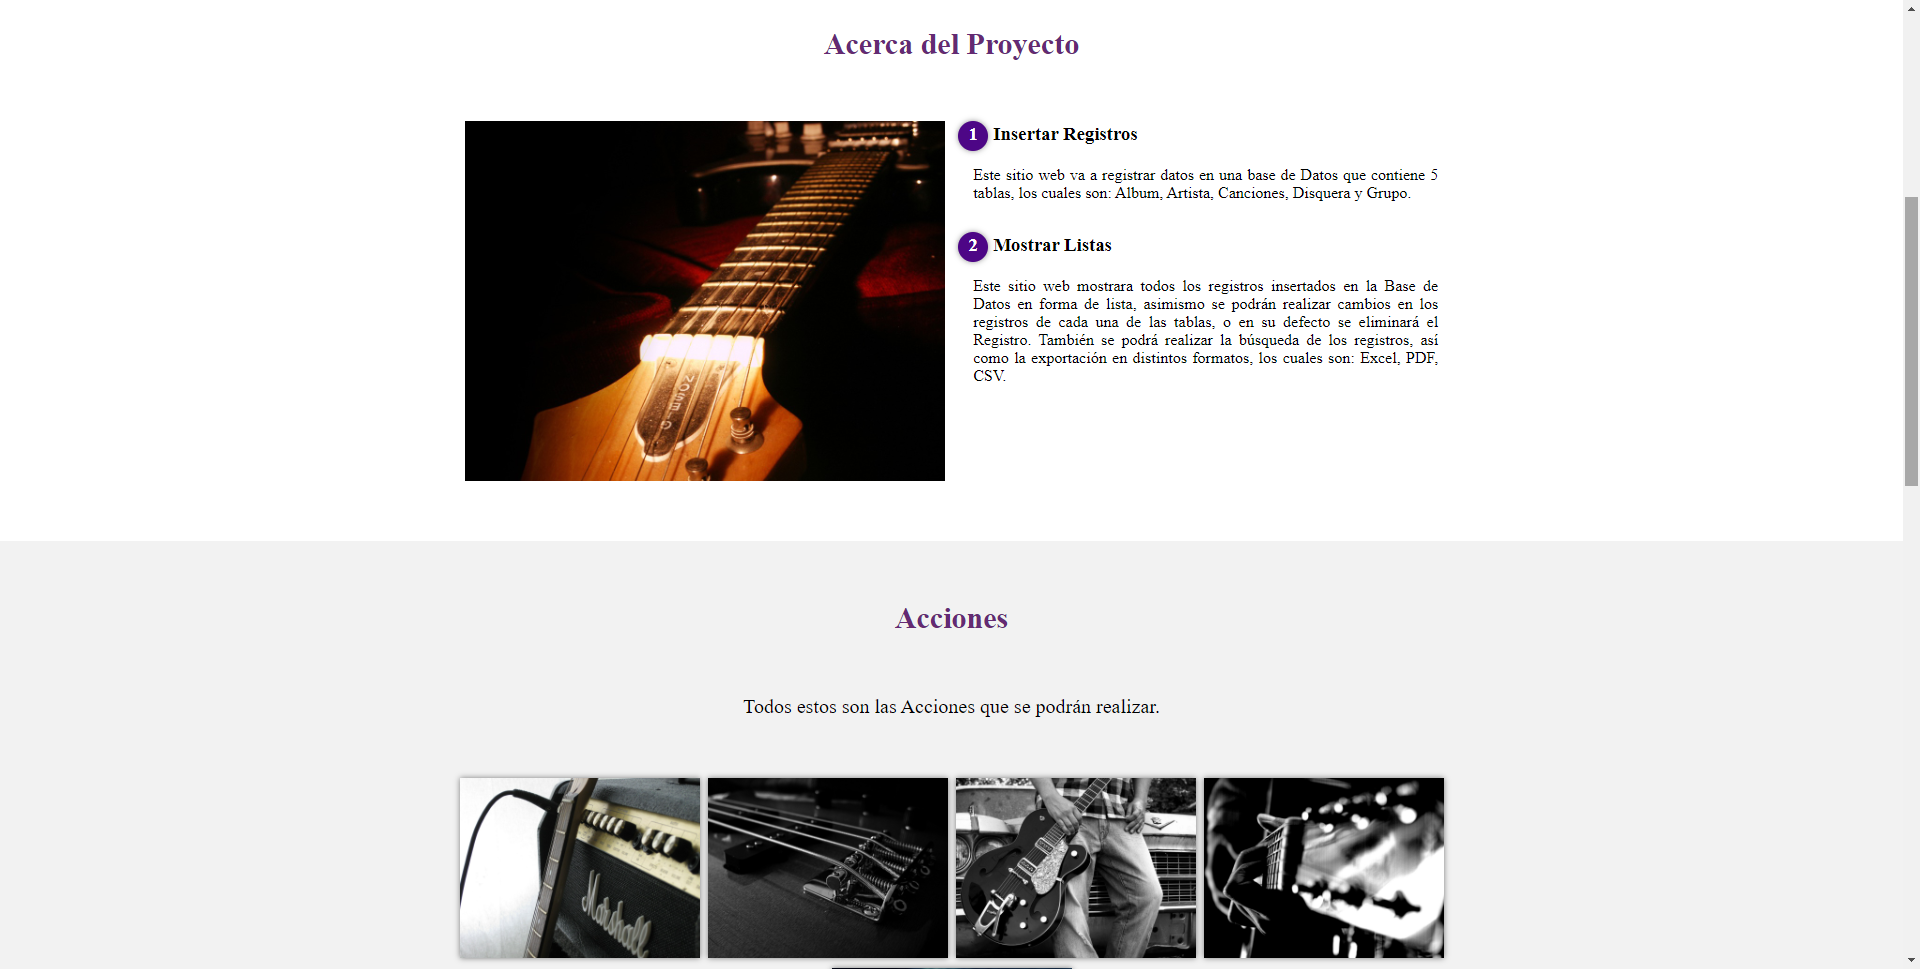 Acerca del Proyecto
1 Insertar Registros
Este sitio web va a registrar datos en una base de Datos que contiene 5
tablas, los cuales son: Album, Artista, Canciones, Disquera y Grupo.
2 Mostrar Listas
Este sitio web mostrara todos los registros insertados en la Base de
Datos en forma de lista, asimismo se podrán realizar cambios en los
registros de cada una de las tablas, o en su defecto se eliminará el
Registro. También se podrá realizar la búsqueda de los registros, así
como la exportación en distintos formatos, los cuales son: Excel, PDF,
CSV.
Acciones
Todos estos son las Acciones que se podrán realizar.
Marshall